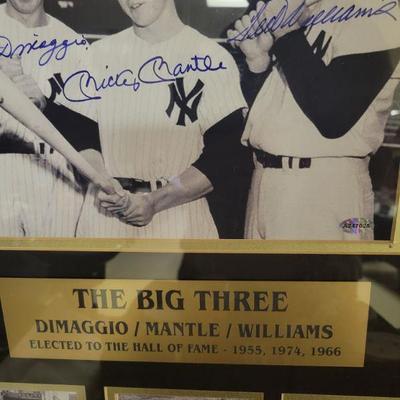 DiMaggio
Mickey Mantle
Ted Williams
NY
THE BIG THREE
DIMAGGIO / MANTLE / WILLIAMS
ELECTED TO THE HALL OF FAME - 1955, 1974, 1966